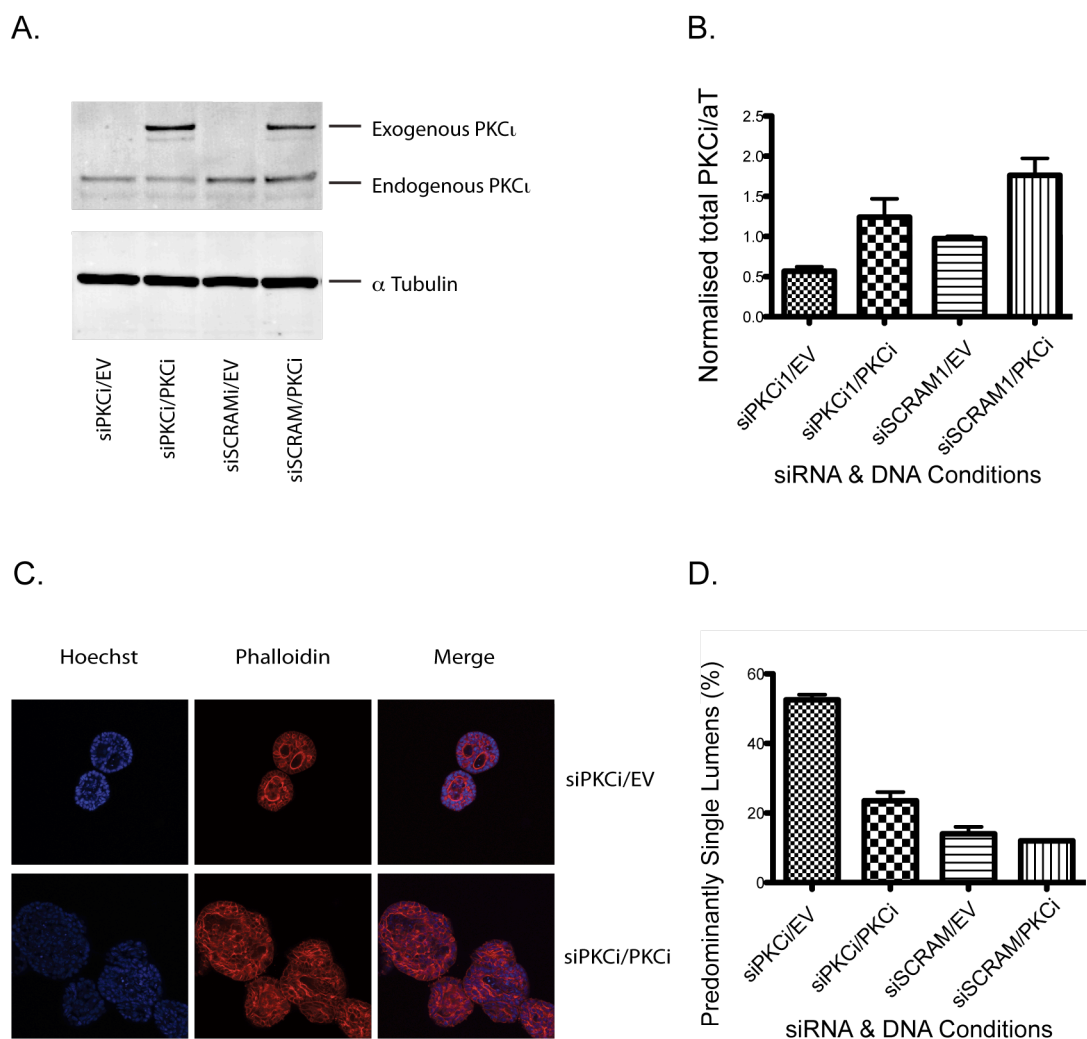 A.
Exogenous PKCι
Endogenous PKCι
α Tubulin
siPKCi/EV
siPKCi/PKCi
siSCRAMi/EV
siSCRAM/PKCi
B.
Normalised total PKCi/aT
2.5
2.0
1.5
1.0
0.5
0.0
siPKCi1/EV
siPKCi1/PKCi
siSCRAM1/EV
siSCRAM1/PKCi
siRNA & DNA Conditions
C.
Hoechst
Phalloidin
Merge
siPKCi/EV
siPKCi/PKCi
D.
Predominantly Single Lumens (%)
60
40
20
0
siPKCi/EV
siPKCi/PKCi
siSCRAM/EV
siSCRAM/PKCi
siRNA & DNA Conditions